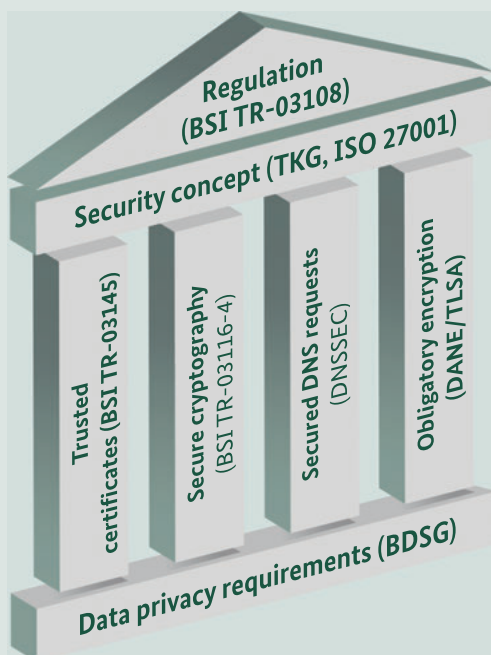 Regulation
(BSI TR-03108)
Security concept (TKG, ISO 27001)
Trusted
certificates (BSI TR-03145)
Secure cryptography
(BSI TR-03116-4)
Secured DNS requests
(DNSSEC)
Obligatory encryption
(DANE/TLSA)
Data privacy requirements (BDSG)